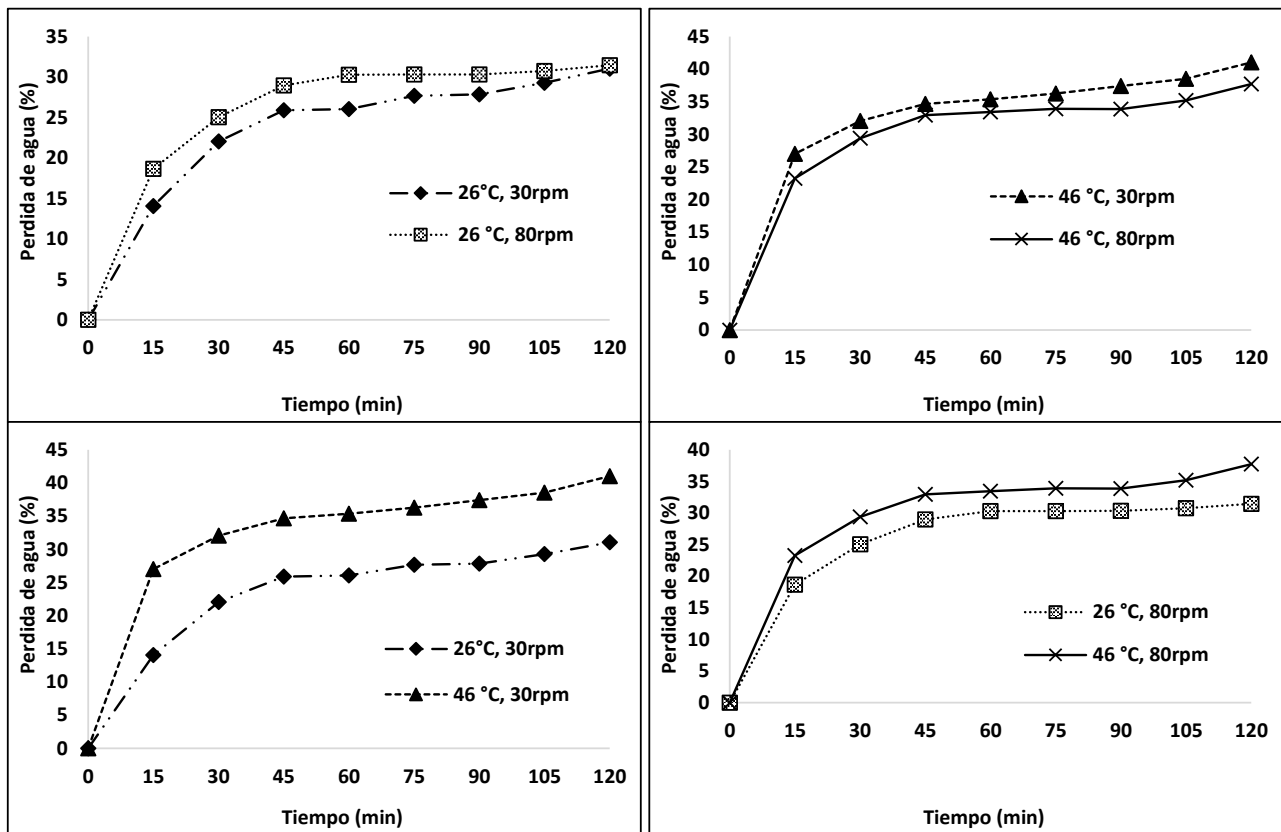 35
30
25
20
15
10
5
0
Perdida de agua (%)
26°C, 30rpm
26 °C, 80rpm
0 15 30 45 60 75 90 105 120
Tiempo (min)
45
40
35
30
25
20
15
10
5
0
Perdida de agua (%)
46 °C, 30rpm
46 °C, 80rpm
0 15 30 45 60 75 90 105 120
Tiempo (min)
45
40
35
30
25
20
15
10
5
0
Perdida de agua (%)
26°C, 30rpm
46 °C, 30rpm
0 15 30 45 60 75 90 105 120
Tiempo (min)
40
35
30
25
20
15
10
5
0
Perdida de agua (%)
26 °C, 80rpm
46 °C, 80rpm
0 15 30 45 60 75 90 105 120
Tiempo (min)